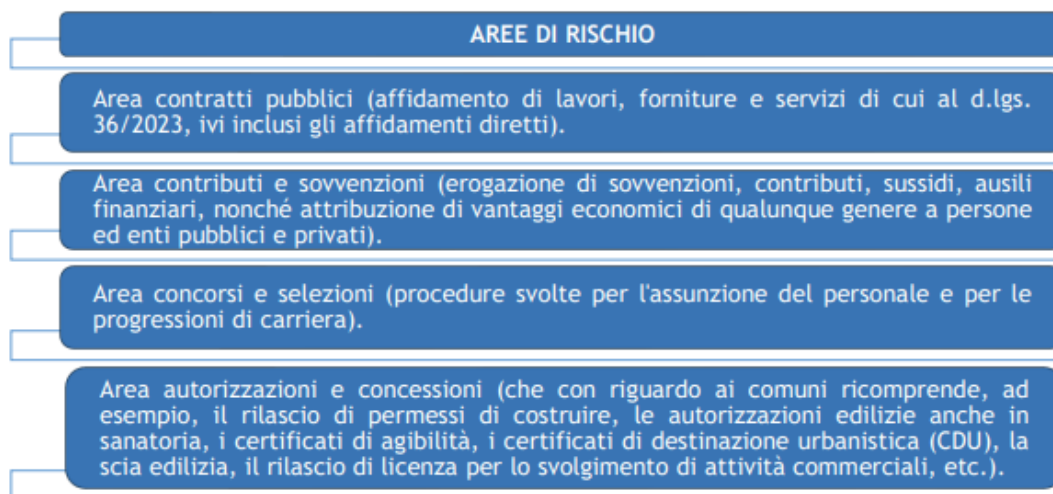 AREE DI RISCHIO
Area contratti pubblici (affidamento di lavori, forniture e servizi di cui al d.lgs.
36/2023, ivi inclusi gli affidamenti diretti).
Area contributi e sovvenzioni (erogazione di sovvenzioni, contributi, sussidi, ausili
finanziari, nonché attribuzione di vantaggi economici di qualunque genere a persone
ed enti pubblici e privati).
Area concorsi e selezioni (procedure svolte per l'assunzione del personale e per le
progressioni di carriera).
Area autorizzazioni e concessioni (che con riguardo ai comuni ricomprende, ad
esempio, il rilascio di permessi di costruire, le autorizzazioni edilizie anche in
sanatoria, i certificati di agibilità, i certificati di destinazione urbanistica (CDU), la
scia edilizia, il rilascio di licenza per lo svolgimento di attività commerciali, etc.).